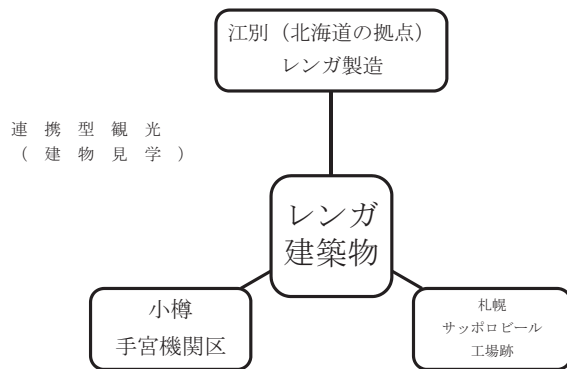 江別（北海道の拠点）
レンガ製造
連携型観光
（建物見学）
レンガ
建築物
小樽
手宮機関区
札幌
サッポロビール
工場跡